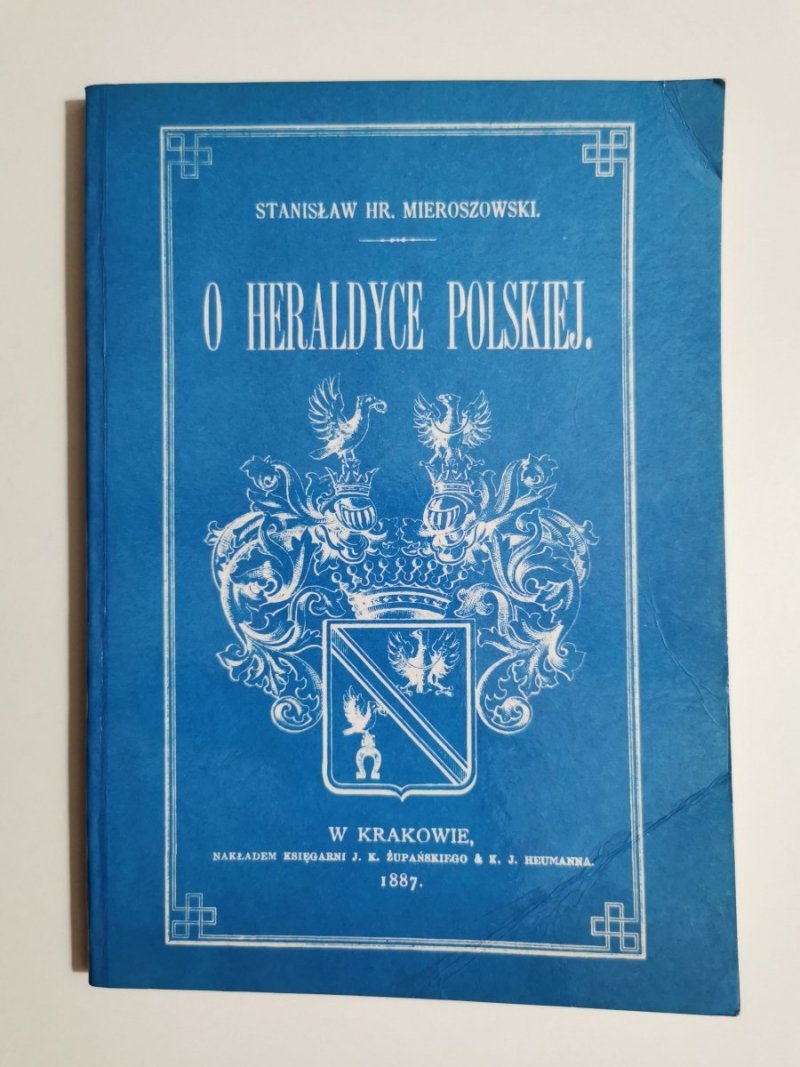 STANISŁAW HR. MIEROSZOWSKI.
O HERALDYCE POLSKIEJ.
W KRAKOWIE,
NAKŁADEM KSIĘGARNI J. K. ŻUPAŃSKIEGO & K. J. HEUMANNA.
1887.